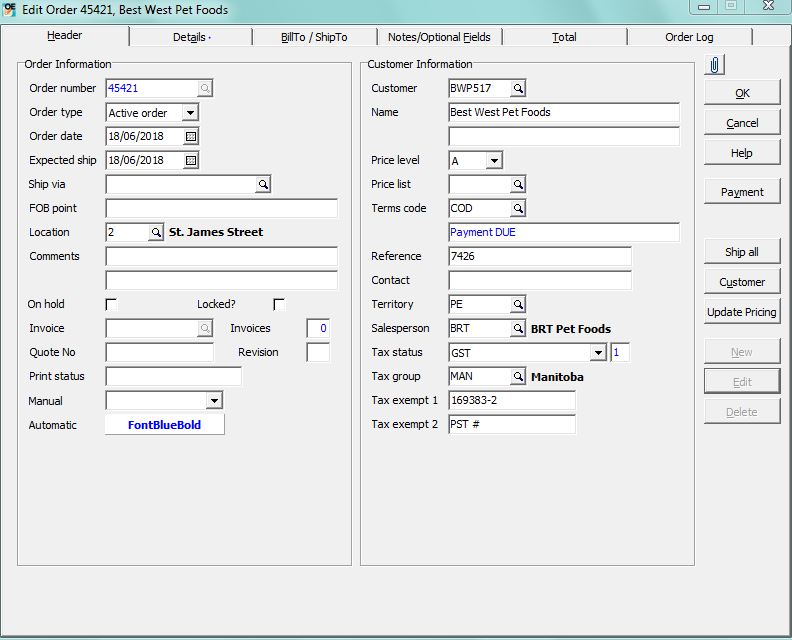 OE Edit Order 45421, Best West Pet Foods
Header Details · BillTo / ShipTo Notes/Optional Fields Total Order Log
Order Information
Order number 45421
Order type Active order
Order date 18/06/2018
Expected ship 18/06/2018
Ship via
FOB point
Location 2 St. James Street
Comments
On hold Locked?
Invoice Invoices 0
Quote No Revision
Print status
Manual
Automatic FontBlueBold
Customer Information
Customer BWP517
Name Best West Pet Foods
Price level A
Price list
Terms code COD
Payment DUE
Reference 7426
Contact
Territory PE
Salesperson BRT BRT Pet Foods
Tax status GST 1
Tax group MAN Manitoba
Tax exempt 1 169383-2
Tax exempt 2 PST #
OK
Cancel
Help
Payment
Ship all
Customer
Update Pricing
New
Edit
Delete